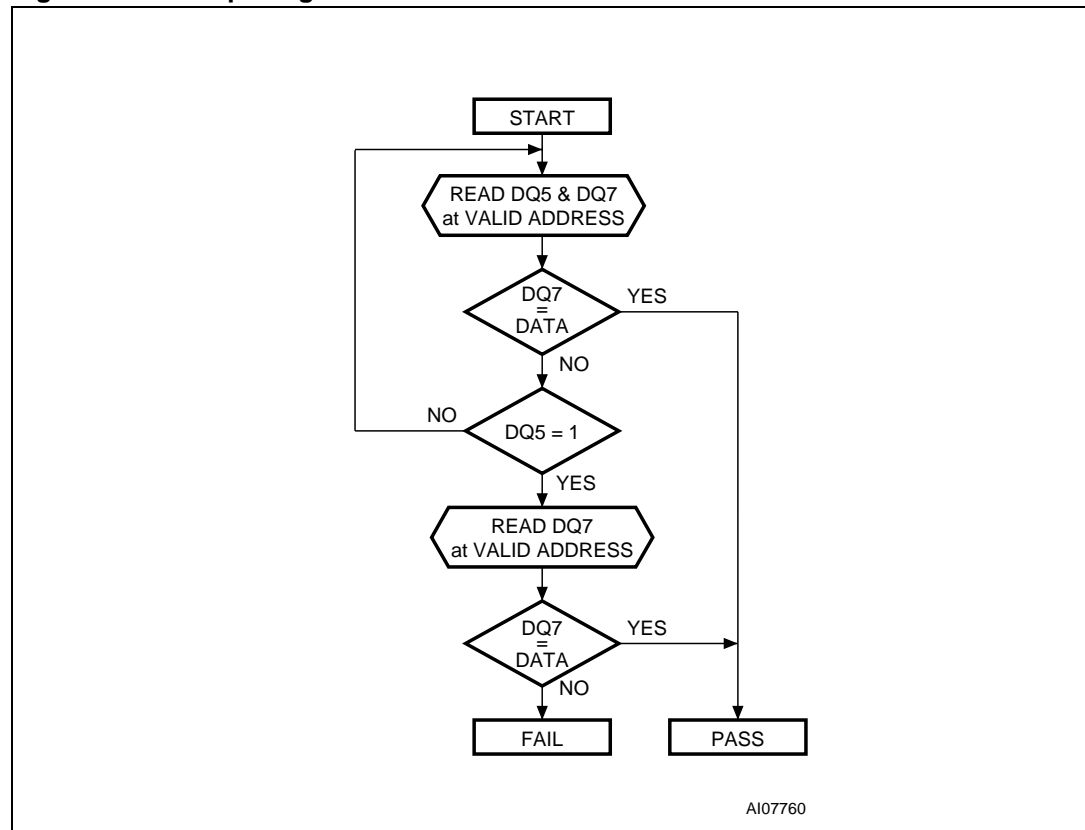 START
READ DQ5 & DQ7
at VALID ADDRESS
DQ7
=
DATA
YES
NO
NO
DQ5 = 1
YES
READ DQ7
at VALID ADDRESS
DQ7
=
DATA
YES
NO
FAIL
PASS
AI07760